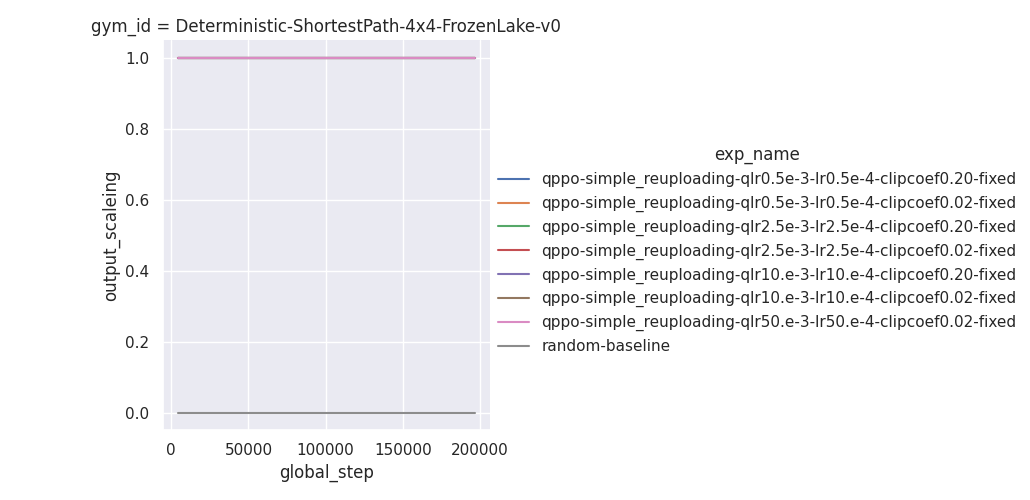 gym_id = Deterministic-ShortestPath-4x4-FrozenLake-v0
1.0
0.8
0.6
0.4
0.2
0.0
output_scaleing
0
50000
100000
150000
200000
global_step
exp_name
qppo-simple_reuploading-qlr0.5e-3-lr0.5e-4-clipcoef0.20-fixed
qppo-simple_reuploading-qlr0.5e-3-lr0.5e-4-clipcoef0.02-fixed
qppo-simple_reuploading-qlr2.5e-3-lr2.5e-4-clipcoef0.20-fixed
qppo-simple_reuploading-qlr2.5e-3-lr2.5e-4-clipcoef0.02-fixed
qppo-simple_reuploading-qlr10.e-3-lr10.e-4-clipcoef0.20-fixed
qppo-simple_reuploading-qlr10.e-3-lr10.e-4-clipcoef0.02-fixed
qppo-simple_reuploading-qlr50.e-3-lr50.e-4-clipcoef0.02-fixed
random-baseline